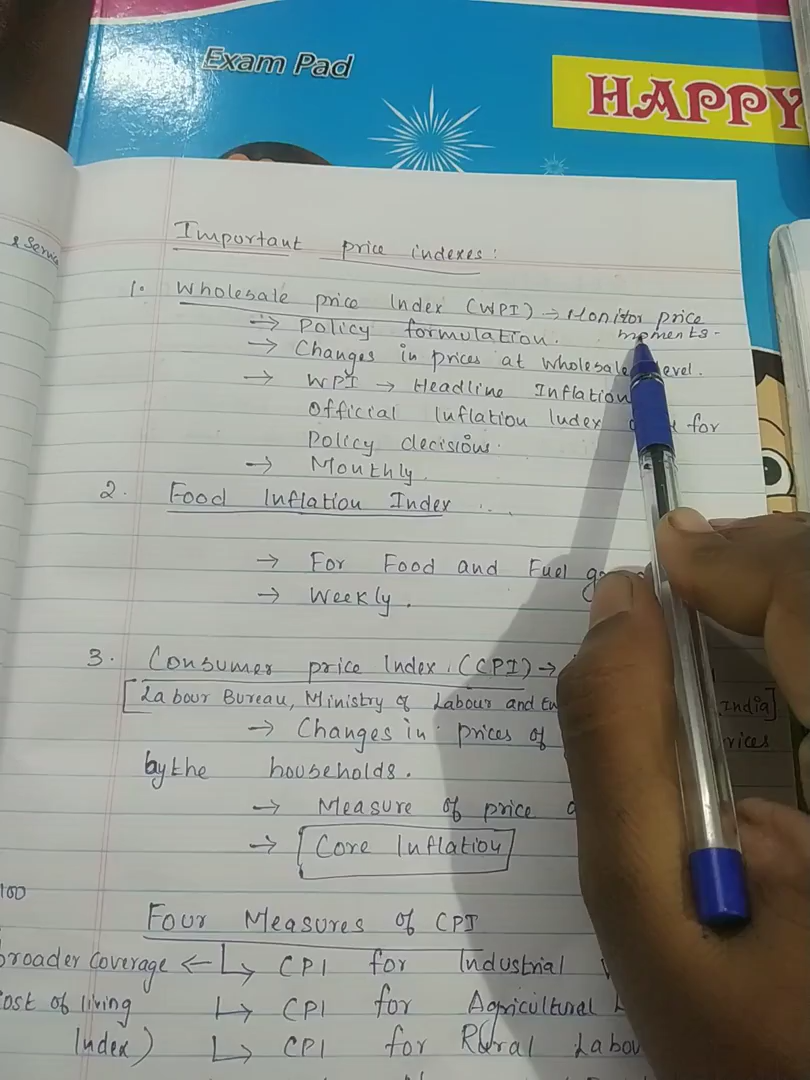 Exam Pad
HAPPY
& Servic
Important price indexes:
1. Wholesale price Index (WPI) → Monitor price
moments-
→ Policy formulation.
→ Changes in prices at wholesale level.
→ WPI → Headline Inflation
Official Inflation Index for
Policy decisions.
→ Monthly.
2. Food Inflation Index ...
→ For Food and Fuel
→ Weekly.
3. Consumer price Index (CPI) →
[Labour Bureau, Ministry of Labour and India]
→ Changes in prices of
by the households.
→ Measure of price
→ Core Inflation
100
Four Measures of CPI
broader coverage ← ↳ CPI for Industrial
cost of living ↳ CPI for Agricultural
Index) ↳ CPI for Rural